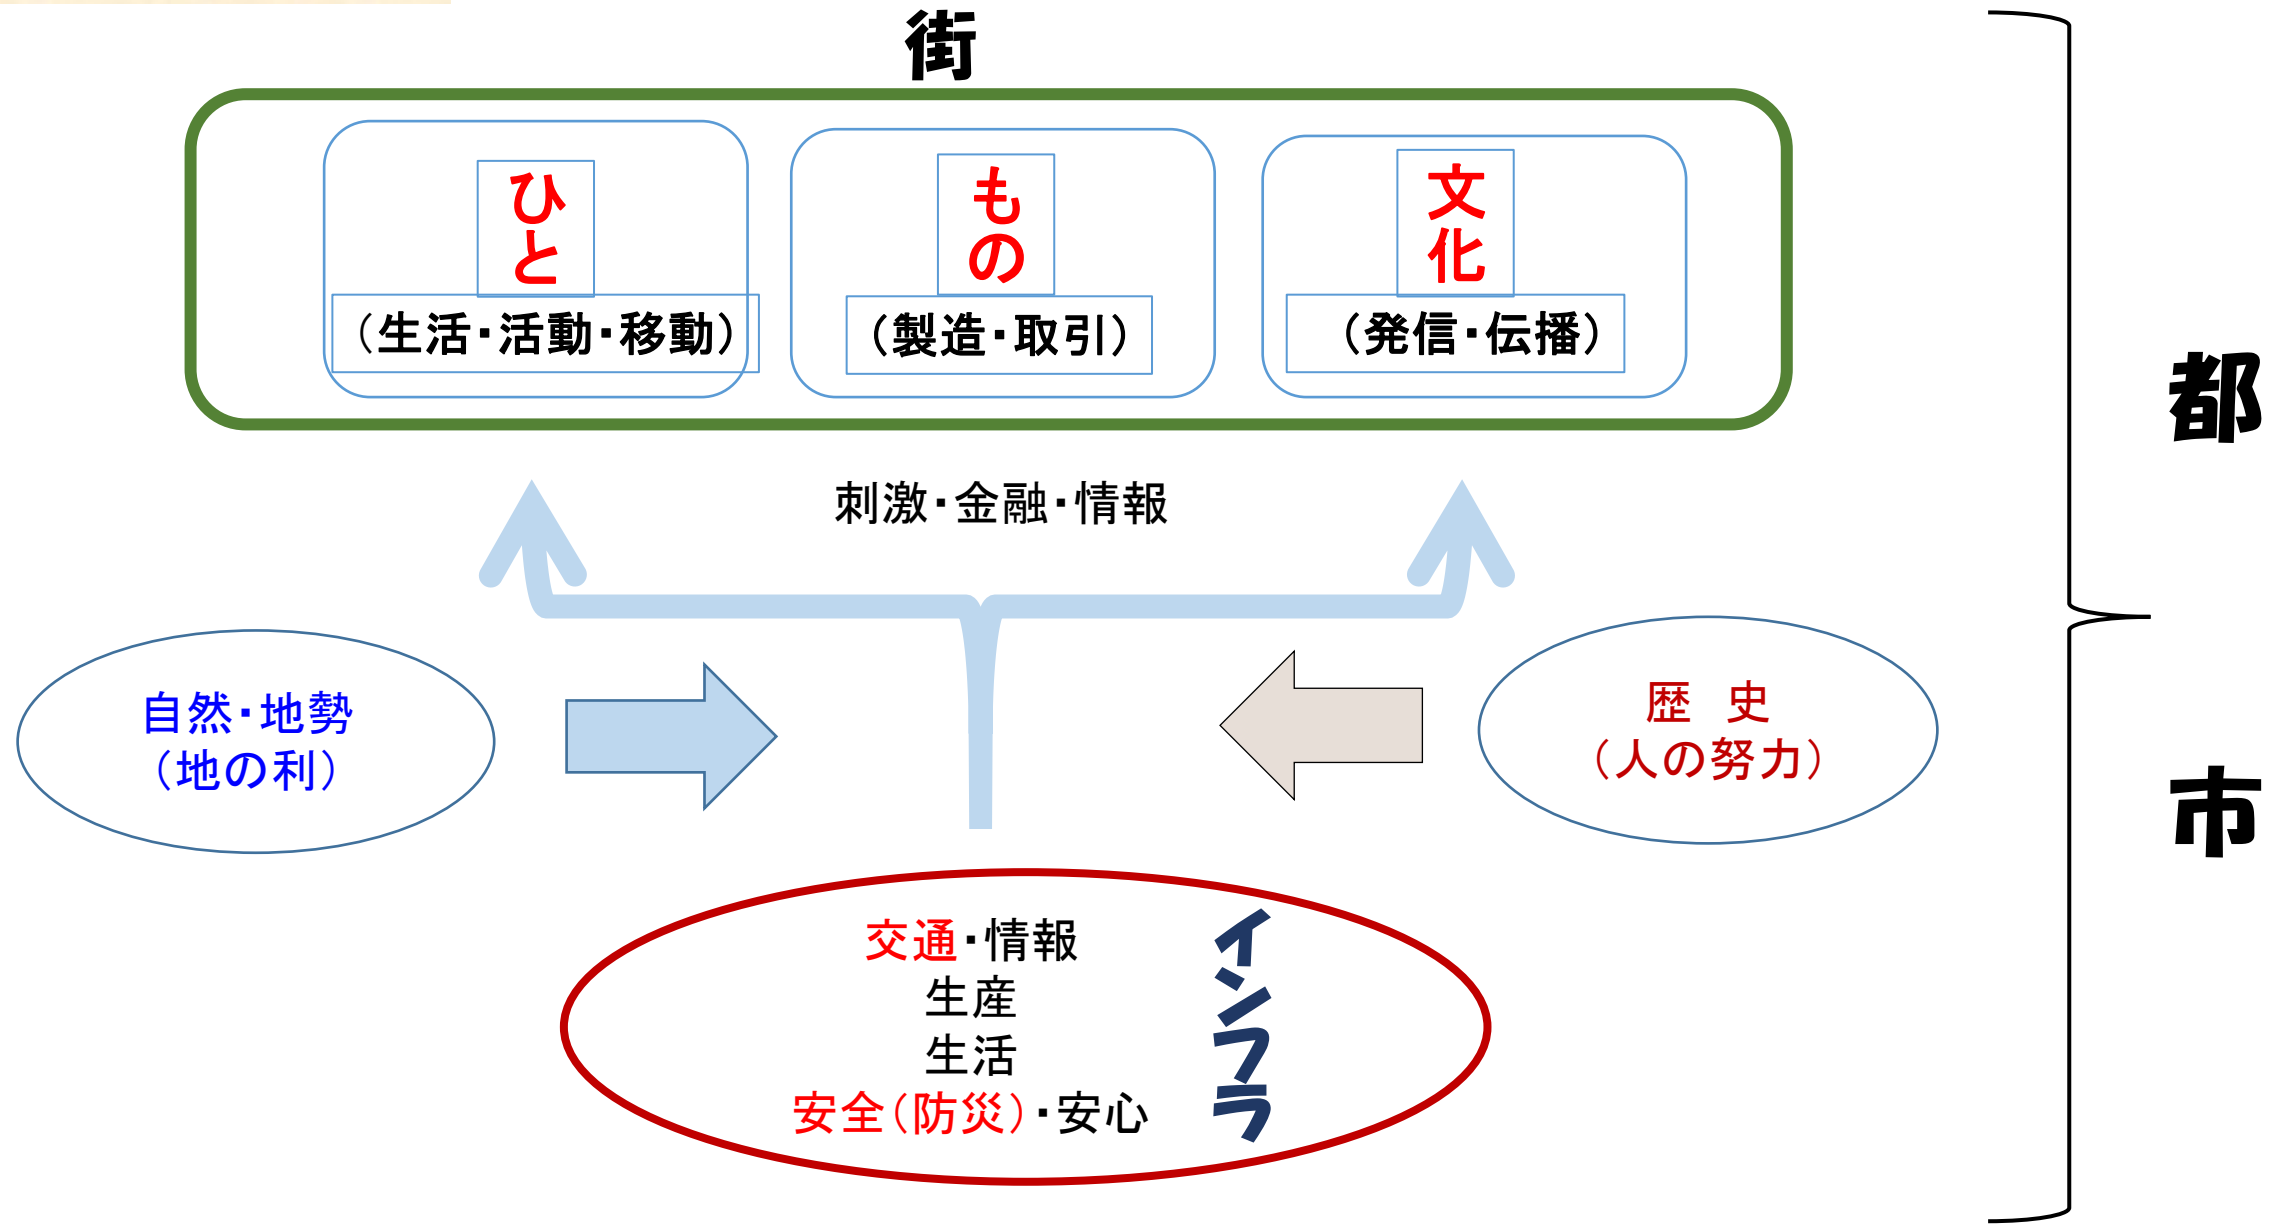 街
ひと
もの
文化
（生活・活動・移動）
（製造・取引）
（発信・伝播）
刺激・金融・情報
都市
自然・地勢
（地の利）
歴　史
（人の努力）
交通・情報
生産
生活
安全（防災）・安心
インフラ